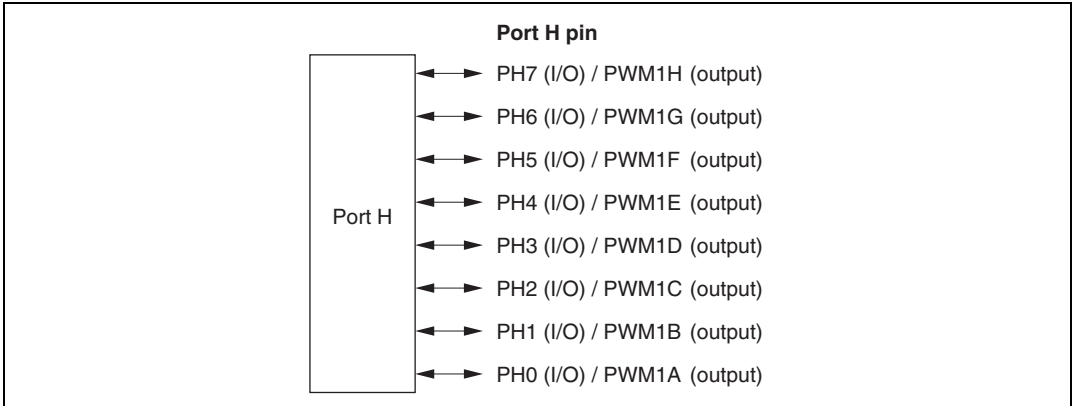 Port H pin
PH7 (I/O) / PWM1H (output)
PH6 (I/O) / PWM1G (output)
PH5 (I/O) / PWM1F (output)
PH4 (I/O) / PWM1E (output)
Port H
PH3 (I/O) / PWM1D (output)
PH2 (I/O) / PWM1C (output)
PH1 (I/O) / PWM1B (output)
PH0 (I/O) / PWM1A (output)